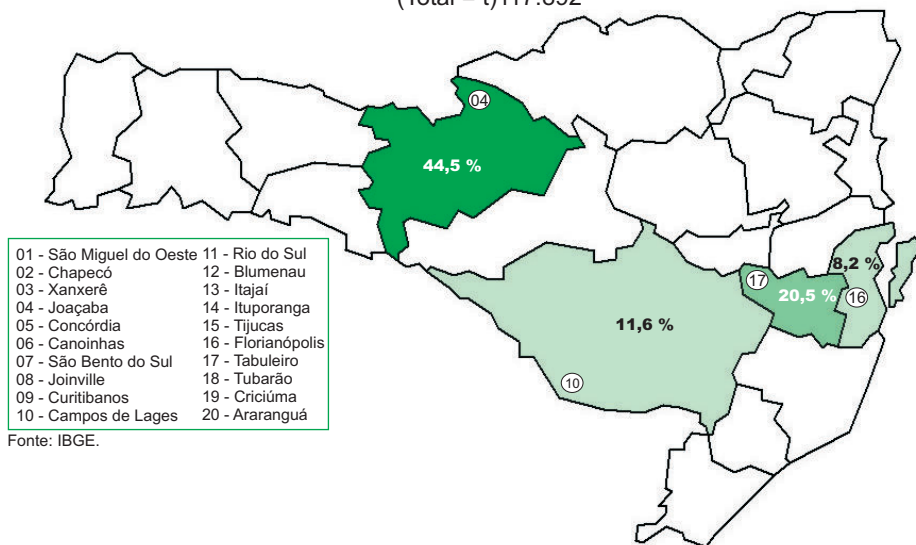 (Total = t)117.892
04
44,5 %
8,2 %
17
20,5 %
16
11,6 %
10
01 - São Miguel do Oeste 11 - Rio do Sul
02 - Chapecó 12 - Blumenau
03 - Xanxerê 13 - Itajaí
04 - Joaçaba 14 - Ituporanga
05 - Concórdia 15 - Tijucas
06 - Canoinhas 16 - Florianópolis
07 - São Bento do Sul 17 - Tabuleiro
08 - Joinville 18 - Tubarão
09 - Curitibanos 19 - Criciúma
10 - Campos de Lages 20 - Araranguá
Fonte: IBGE.